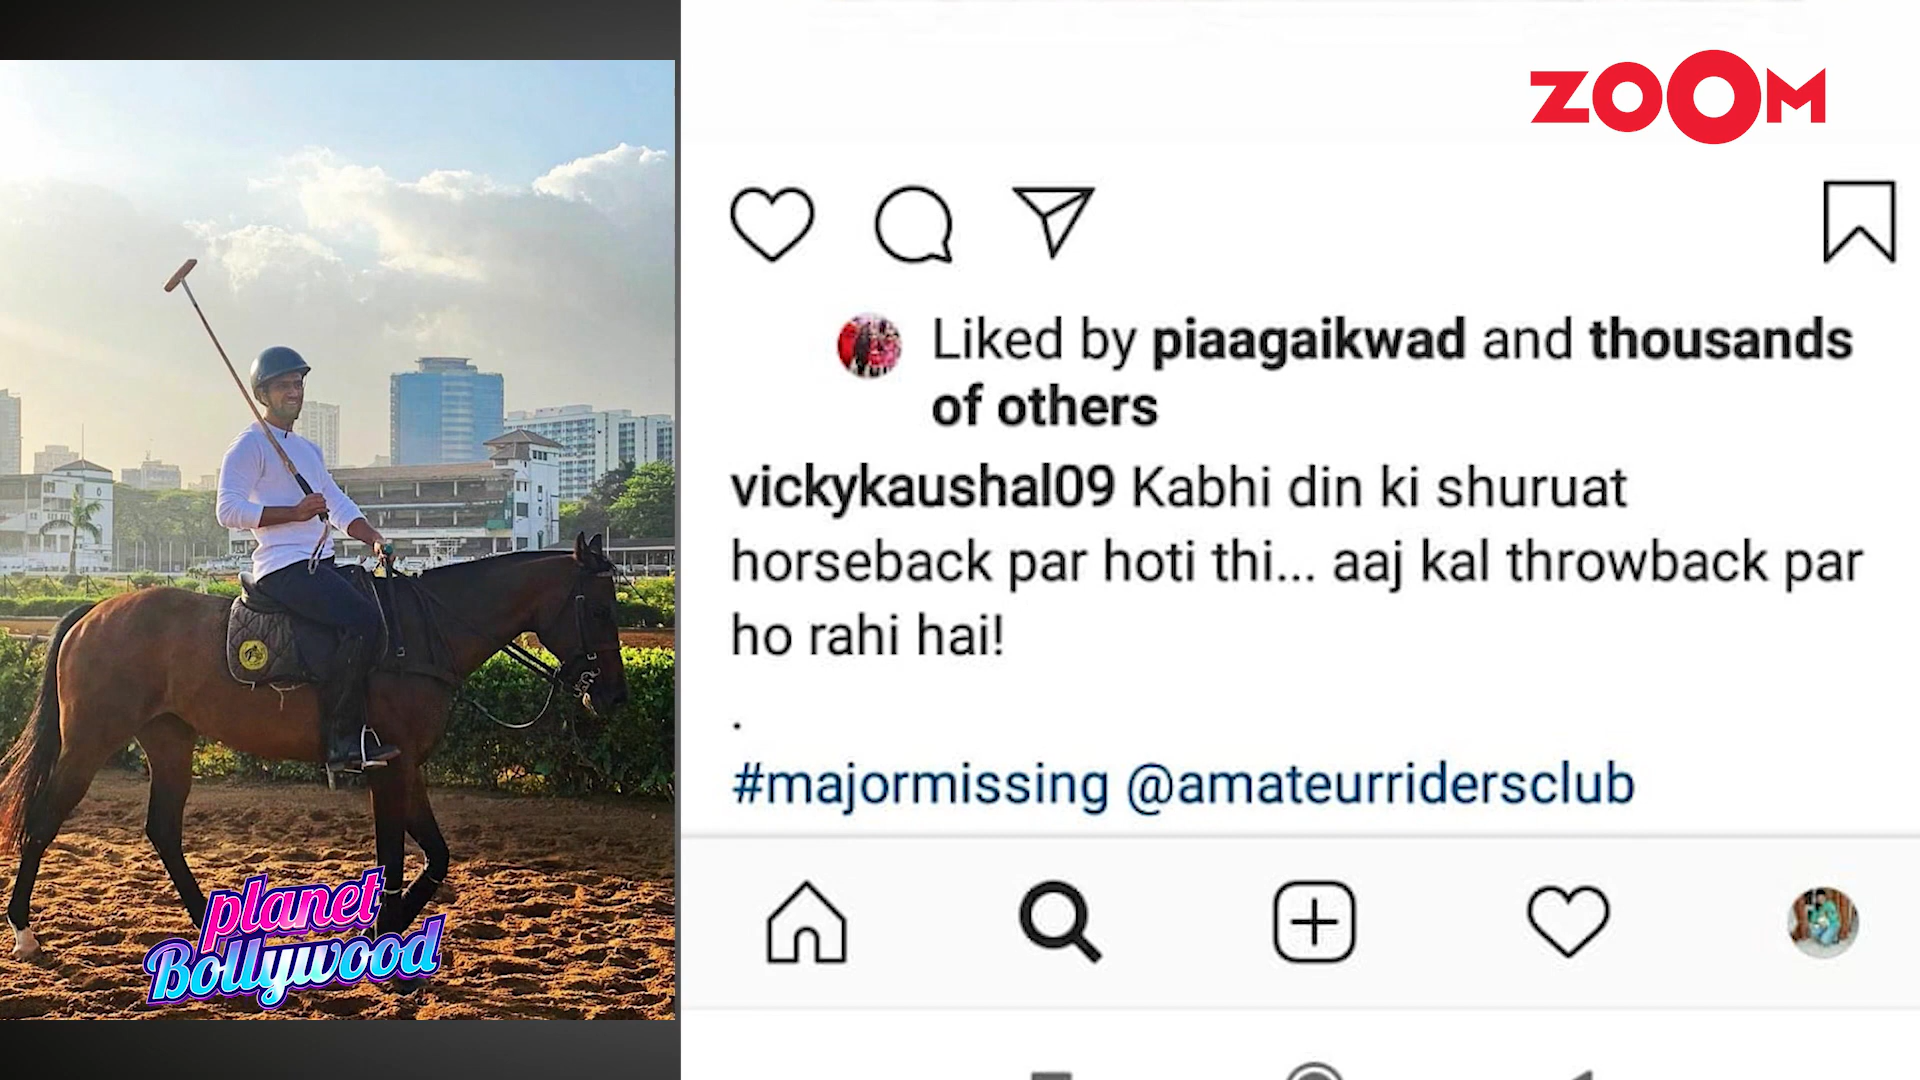 ZOOM
Liked by piaagaikwad and thousands
of others
vickykaushal09 Kabhi din ki shuruat
horseback par hoti thi... aaj kal throwback par
ho rahi hai!
.
#majormissing @amateurridersclub
planet
Bollywood